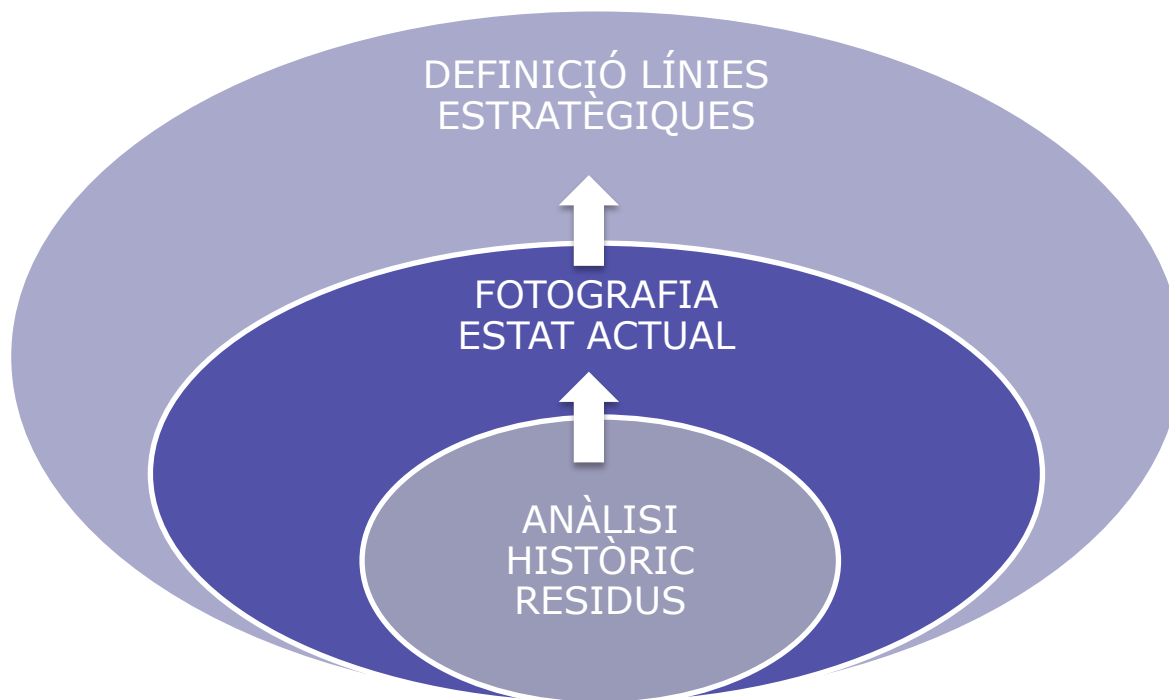 DEFINICIÓ LÍNIES
ESTRATÈGIQUES
FOTOGRAFIA
ESTAT ACTUAL
ANÀLISI
HISTÒRIC
RESIDUS